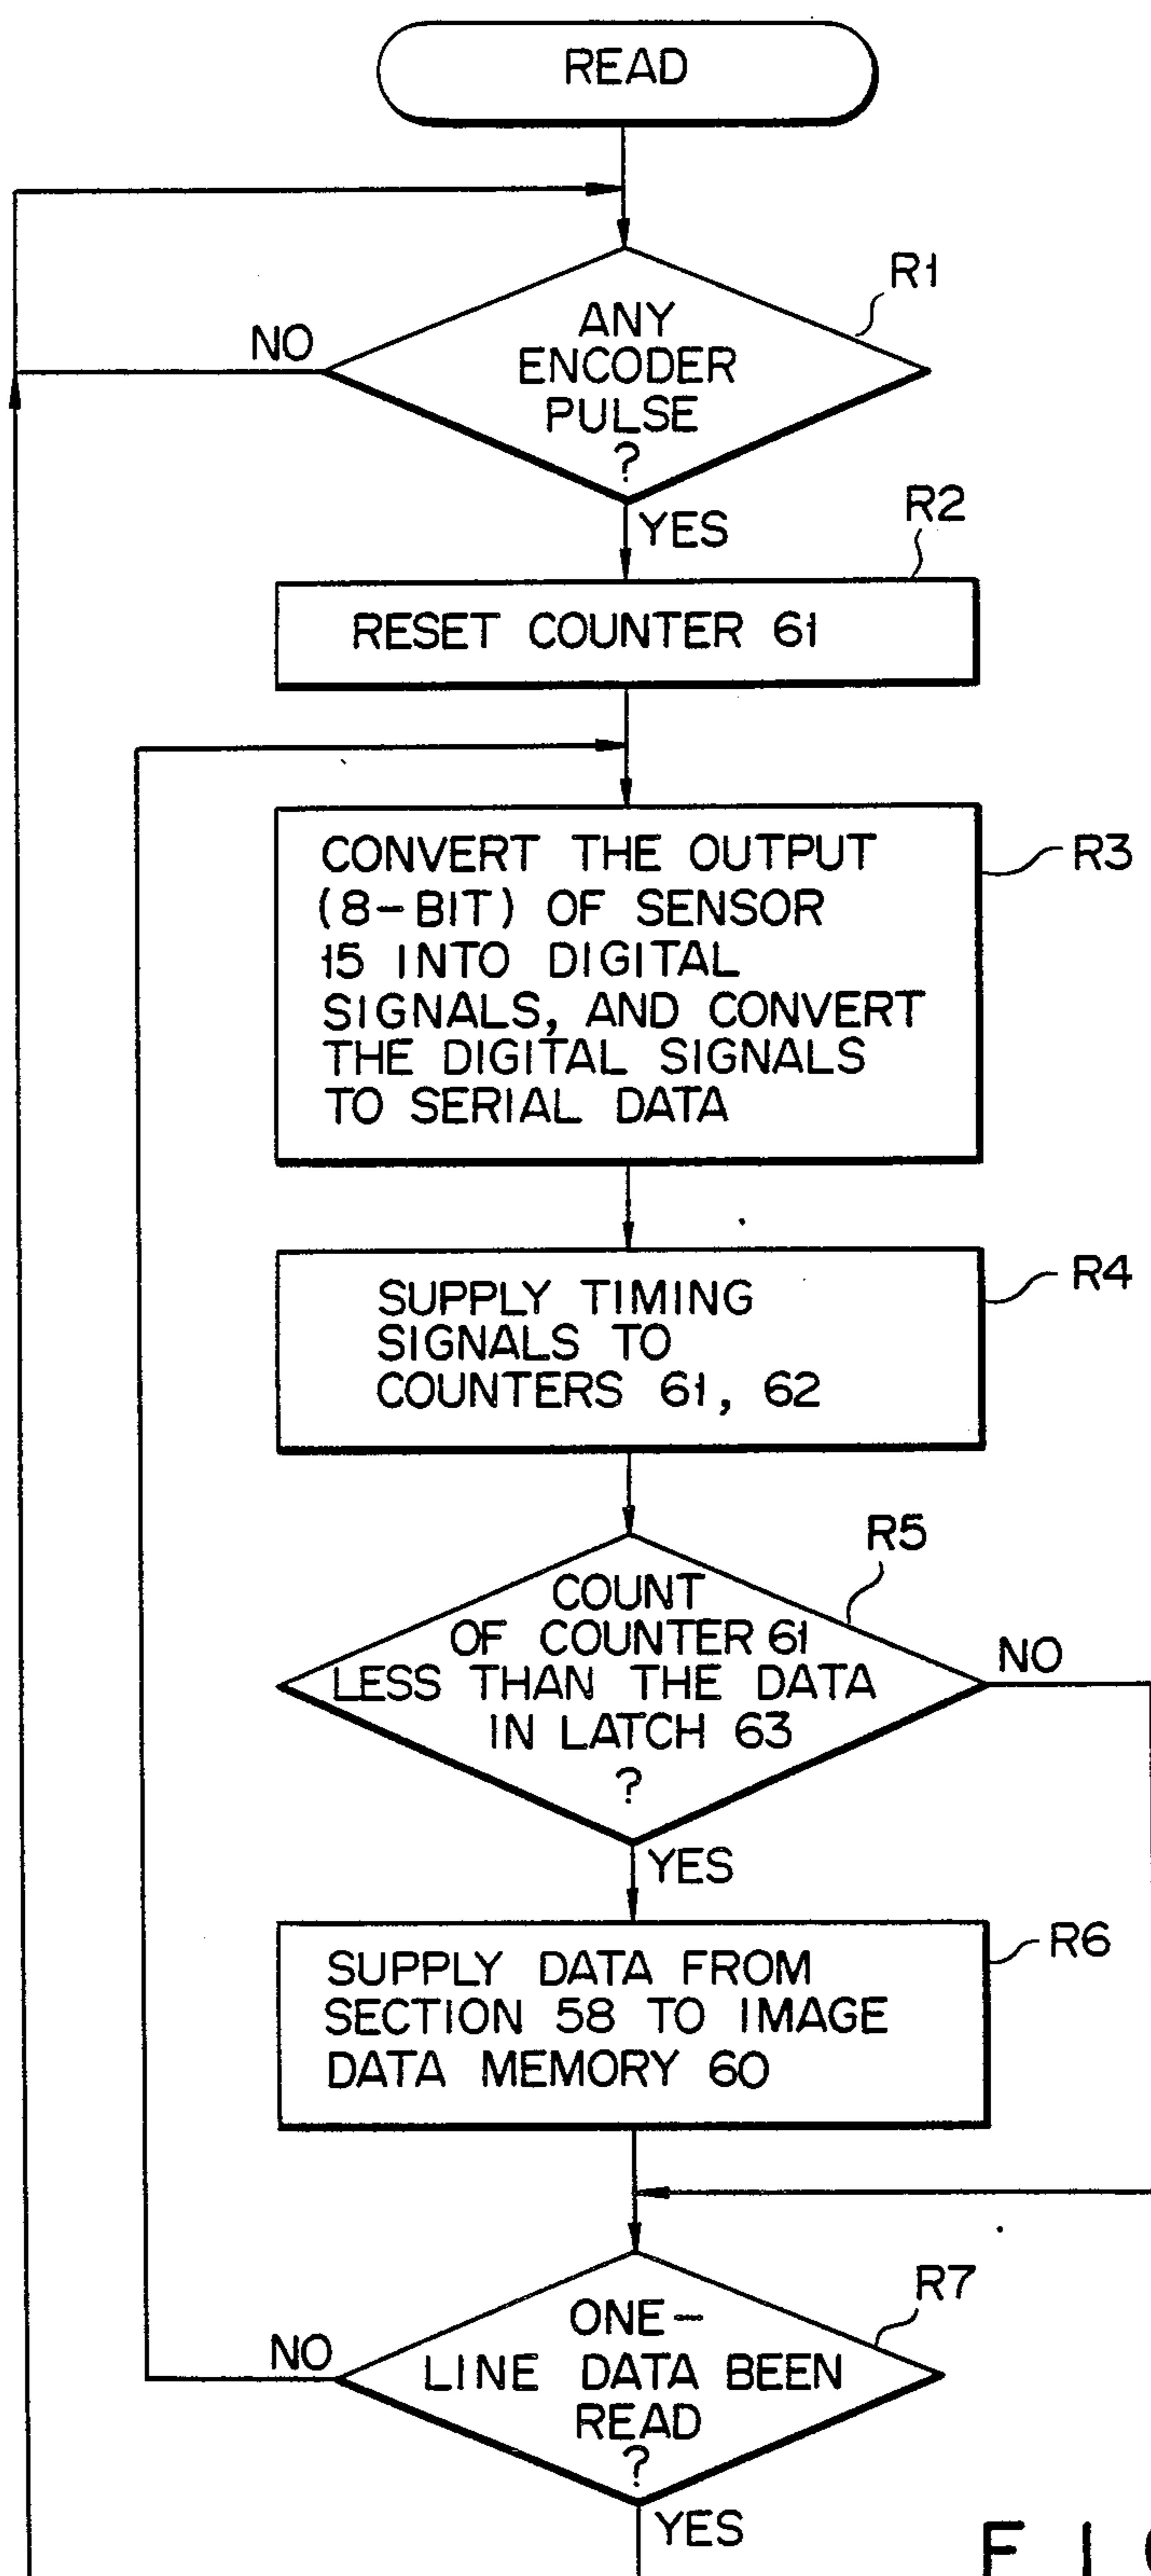 READ
R1
ANY
ENCODER
PULSE
?
NO
YES
R2
RESET COUNTER 61
R3
CONVERT THE OUTPUT
(8-BIT) OF SENSOR
15 INTO DIGITAL
SIGNALS, AND CONVERT
THE DIGITAL SIGNALS
TO SERIAL DATA
R4
SUPPLY TIMING
SIGNALS TO
COUNTERS 61, 62
R5
COUNT
OF COUNTER 61
LESS THAN THE DATA
IN LATCH 63
?
NO
YES
R6
SUPPLY DATA FROM
SECTION 58 TO IMAGE
DATA MEMORY 60
R7
ONE-
LINE DATA BEEN
READ
?
NO
YES